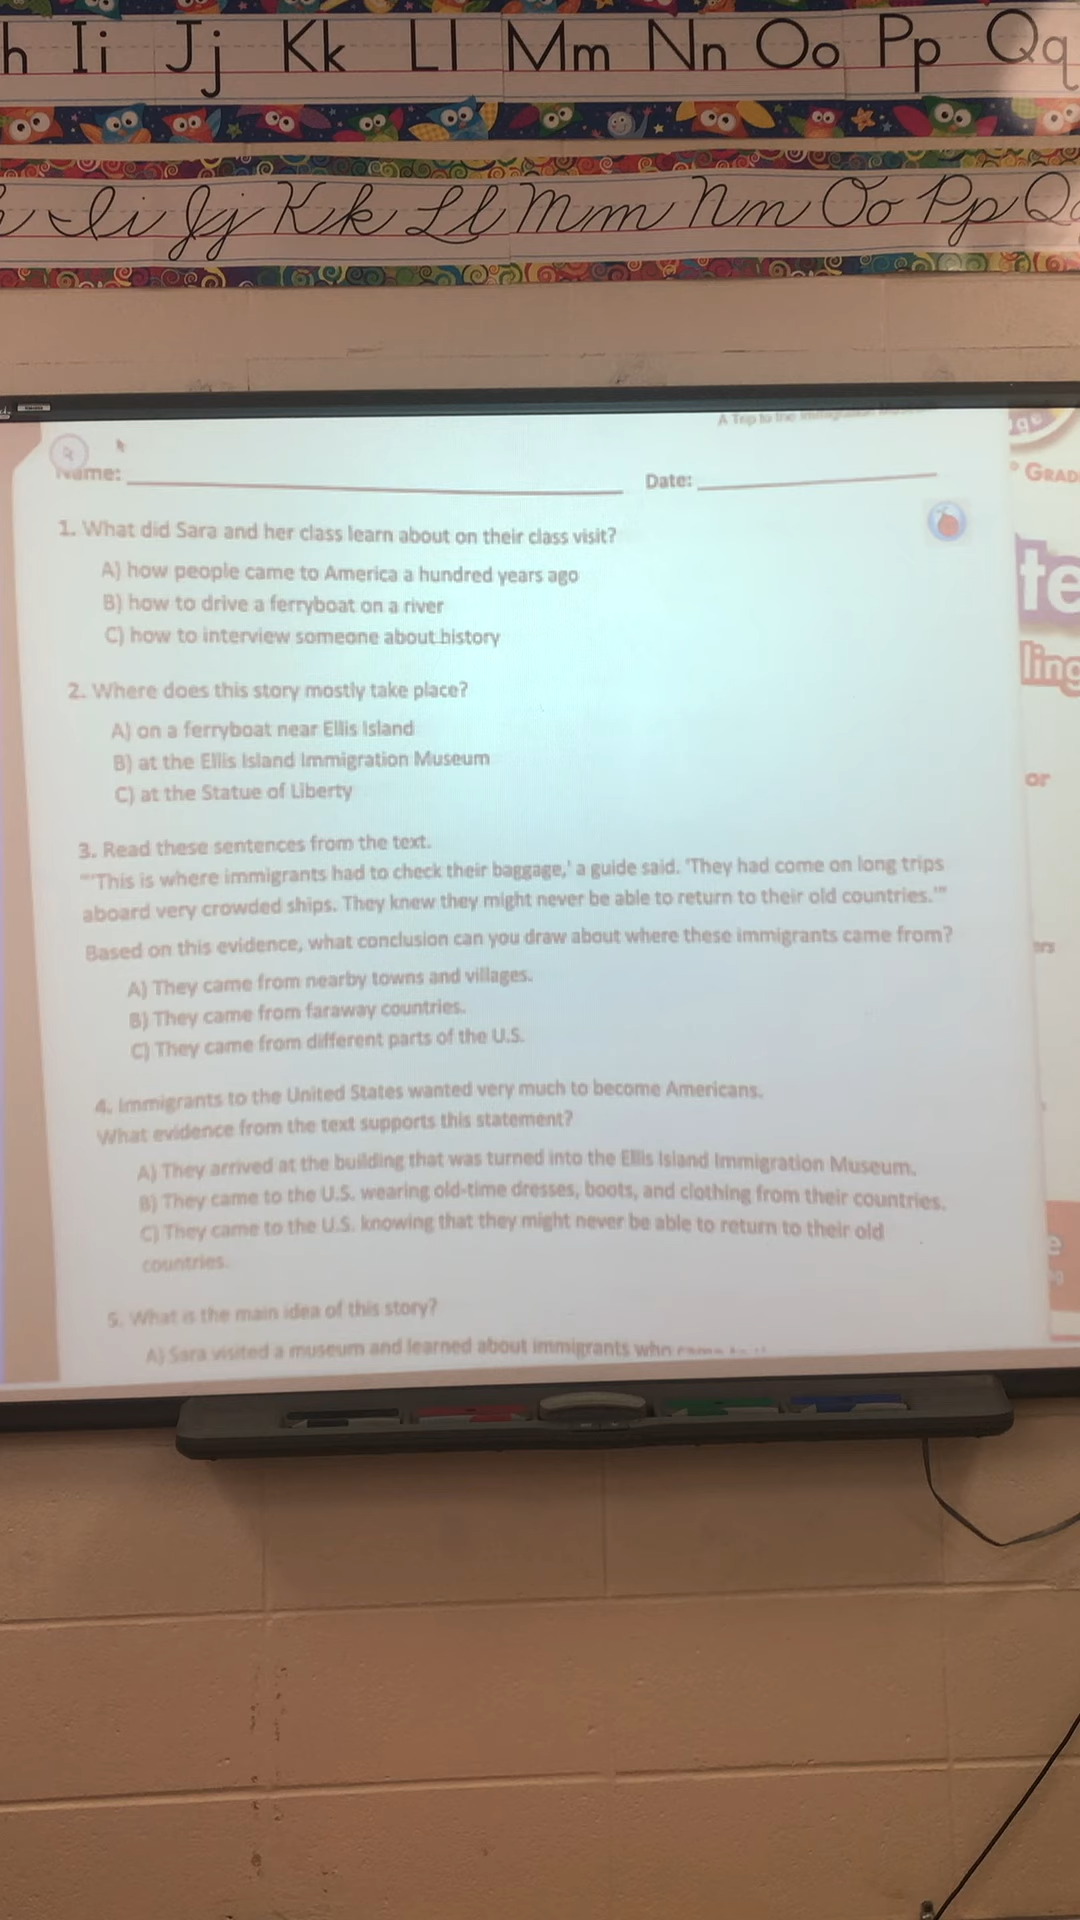 h Ii Jj Kk Ll Mm Nn Oo Pp Qq
Ii Jj Kk Ll Mm Nn Oo Pp Q
A Trip to the Immigration
Name:
Date:
GRAD
1. What did Sara and her class learn about on their class visit?
A) how people came to America a hundred years ago
B) how to drive a ferryboat on a river
C) how to interview someone about history
te
ling
2. Where does this story mostly take place?
A) on a ferryboat near Ellis Island
B) at the Ellis Island Immigration Museum
C) at the Statue of Liberty
or
3. Read these sentences from the text.
"'This is where immigrants had to check their baggage,' a guide said. 'They had come on long trips
aboard very crowded ships. They knew they might never be able to return to their old countries.'"
Based on this evidence, what conclusion can you draw about where these immigrants came from?
A) They came from nearby towns and villages.
B) They came from faraway countries.
C) They came from different parts of the U.S.
4. Immigrants to the United States wanted very much to become Americans.
What evidence from the text supports this statement?
A) They arrived at the building that was turned into the Ellis Island Immigration Museum.
B) They came to the U.S. wearing old-time dresses, boots, and clothing from their countries.
C) They came to the U.S. knowing that they might never be able to return to their old
countries.
5. What is the main idea of this story?
A) Sara visited a museum and learned about immigrants who came